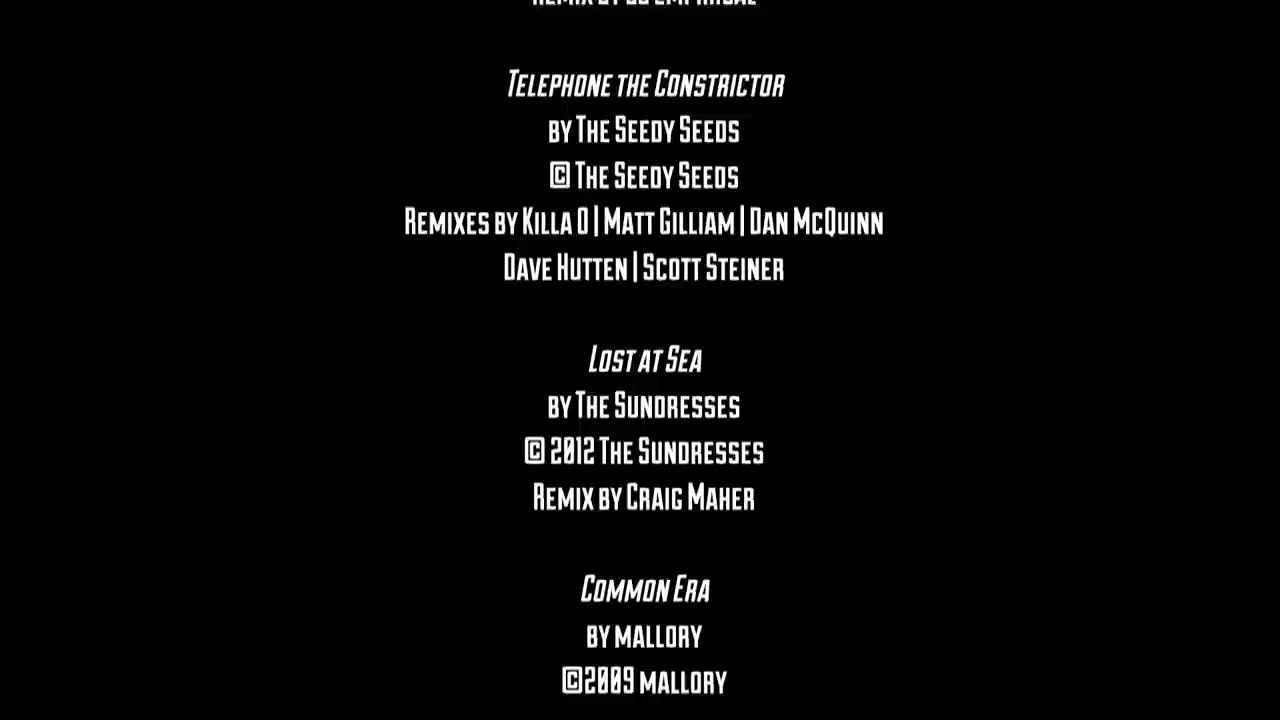 Telephone the Constrictor
by The Seedy Seeds
© The Seedy Seeds
Remixes by Killa O | Matt Gilliam | Dan McQuinn
Dave Hutten | Scott Steiner
Lost at Sea
by The Sundresses
© 2012 The Sundresses
Remix by Craig Maher
Common Era
by mallory
©2009 mallory